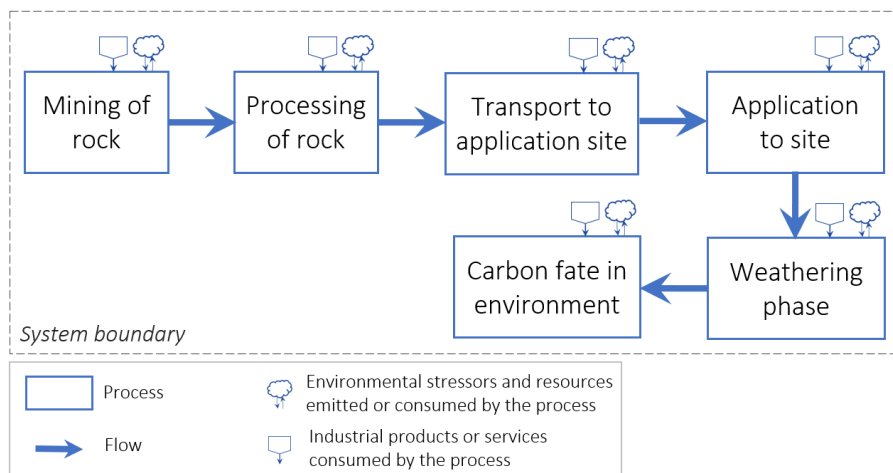 Mining of
rock
Processing
of rock
Transport to
application site
Application
to site
Carbon fate in
environment
Weathering
phase
System boundary
Process
Environmental stressors and resources
emitted or consumed by the process
Flow
Industrial products or services
consumed by the process